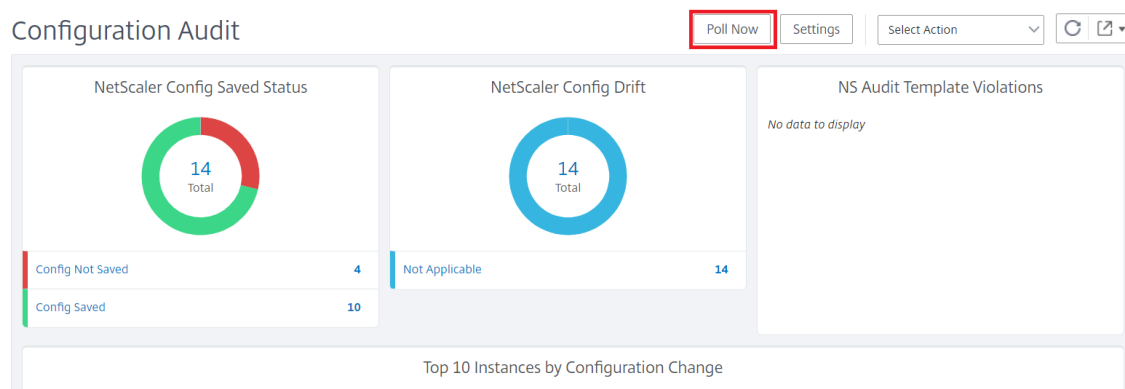 Configuration Audit
Poll Now
Settings
Select Action
NetScaler Config Saved Status
14
Total
Config Not Saved 4
Config Saved 10
NetScaler Config Drift
14
Total
Not Applicable 14
NS Audit Template Violations
No data to display
Top 10 Instances by Configuration Change